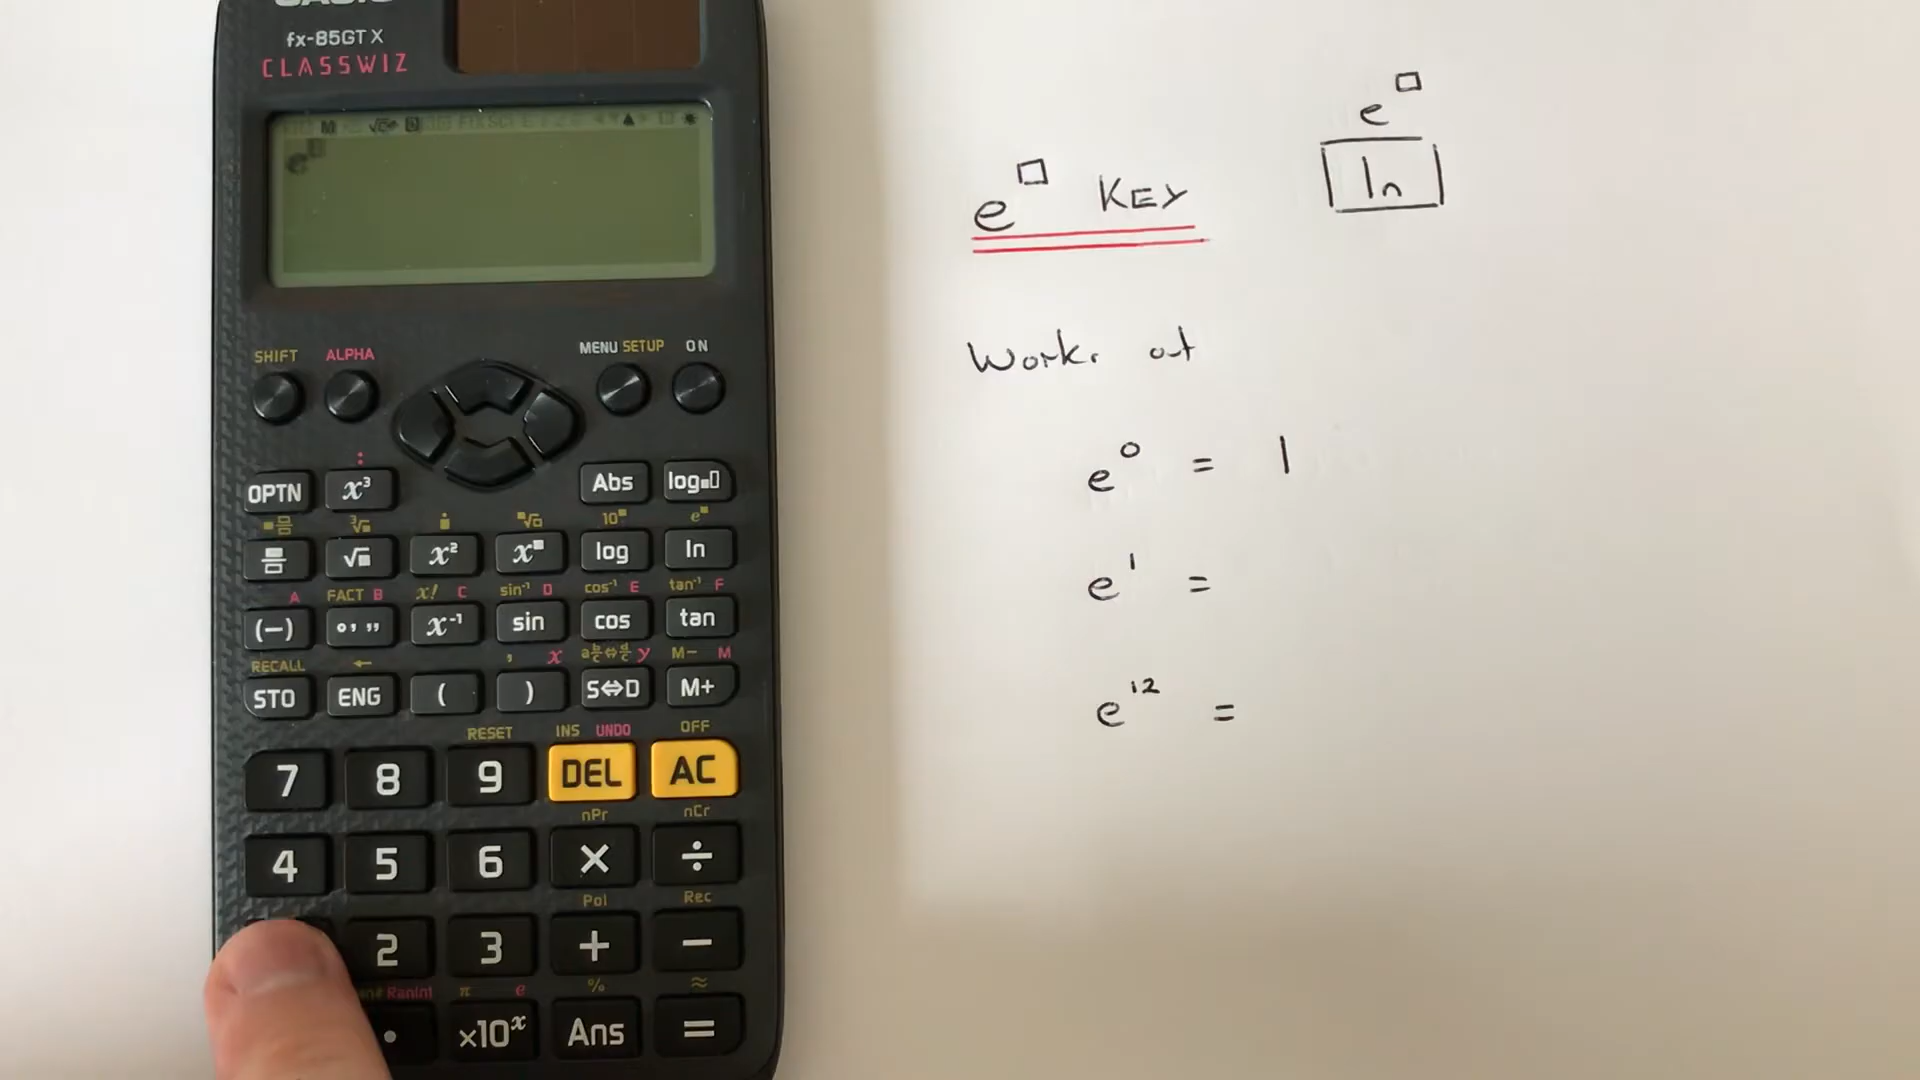 CASIO
fx-85GT X
CLASSWIZ
e□
SHIFT ALPHA MENU SETUP ON
:
OPTN x³ Abs log■□
■√□ 10■ e■
√■ x² x■ log ln
A FACT B x! C sin⁻¹ D cos⁻¹ E tan⁻¹ F
(−) °’ ” x⁻¹ sin cos tan
RECALL ← , x a b/c⇔d/c y M− M
STO ENG ( ) S⇔D M+
RESET INS UNDO OFF
7 8 9 DEL AC
nPr nCr
4 5 6 × ÷
Pol Rec
2 3 + −
RanInt π e % ≈
• ×10ˣ Ans =
e□
ln
e□ KEY
Work out
e⁰ = 1
e¹ =
e¹² =